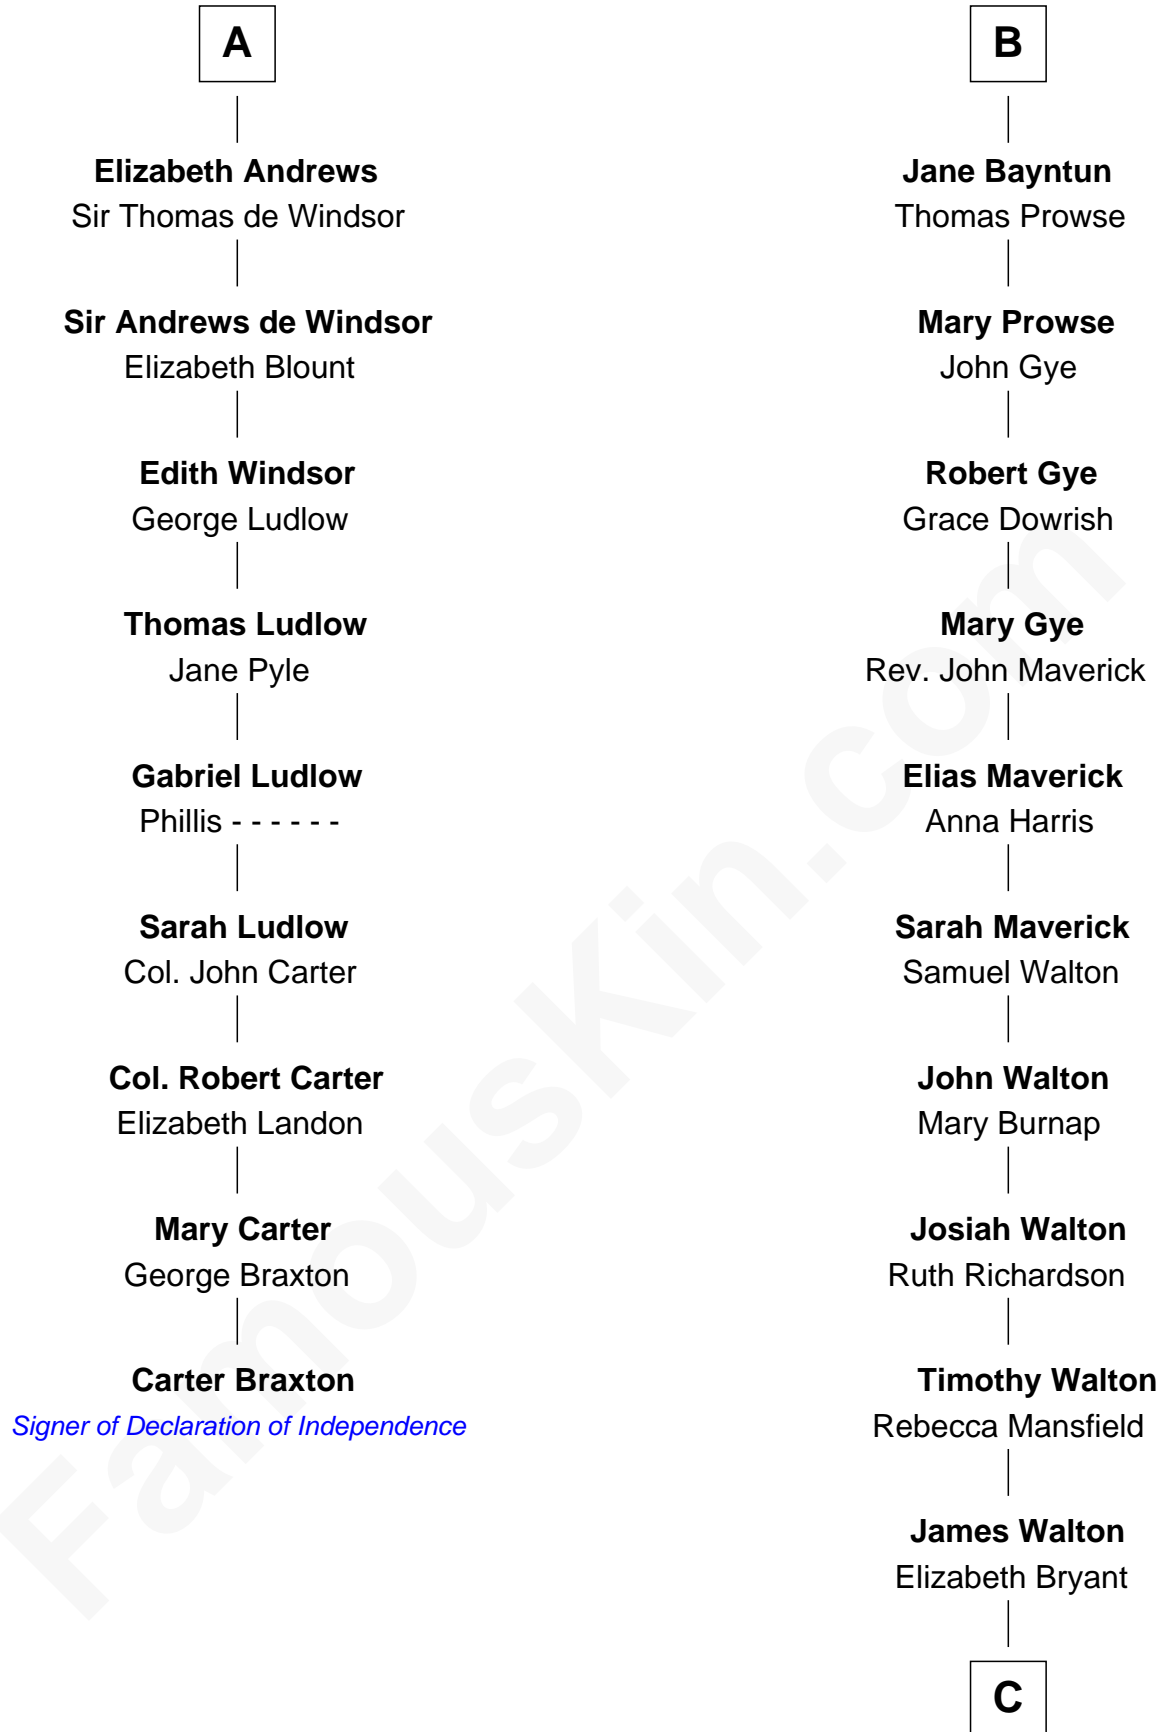 A
Elizabeth Andrews
Sir Thomas de Windsor
Sir Andrews de Windsor
Elizabeth Blount
Edith Windsor
George Ludlow
Thomas Ludlow
Jane Pyle
Gabriel Ludlow
Phillis - - - - - -
Sarah Ludlow
Col. John Carter
Col. Robert Carter
Elizabeth Landon
Mary Carter
George Braxton
Carter Braxton
Signer of Declaration of Independence
B
Jane Bayntun
Thomas Prowse
Mary Prowse
John Gye
Robert Gye
Grace Dowrish
Mary Gye
Rev. John Maverick
Elias Maverick
Anna Harris
Sarah Maverick
Samuel Walton
John Walton
Mary Burnap
Josiah Walton
Ruth Richardson
Timothy Walton
Rebecca Mansfield
James Walton
Elizabeth Bryant
C
FamousKin.com